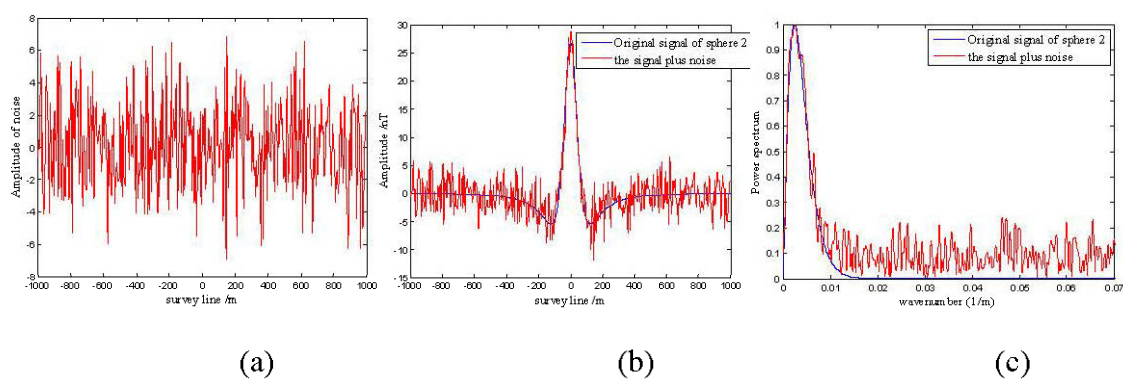 8
6
4
2
0
-2
-4
-6
8
-1000 -800 -600 -400 -200 0 200 400 600 800 1000
Amplitude of noise
survey line /m
(a)
30
25
20
15
10
5
0
-5
-10
-15
-1000 -800 -600 -400 -200 0 200 400 600 800 1000
Amplitude /nT
survey line /m
Original signal of sphere 2
the signal plus noise
(b)
1
0.9
0.8
0.7
0.6
0.5
0.4
0.3
0.2
0.1
0
0 0.01 0.02 0.03 0.04 0.05 0.06 0.07
Power spectrum
wavenumber (1/m)
Original signal of sphere 2
the signal plus noise
(c)